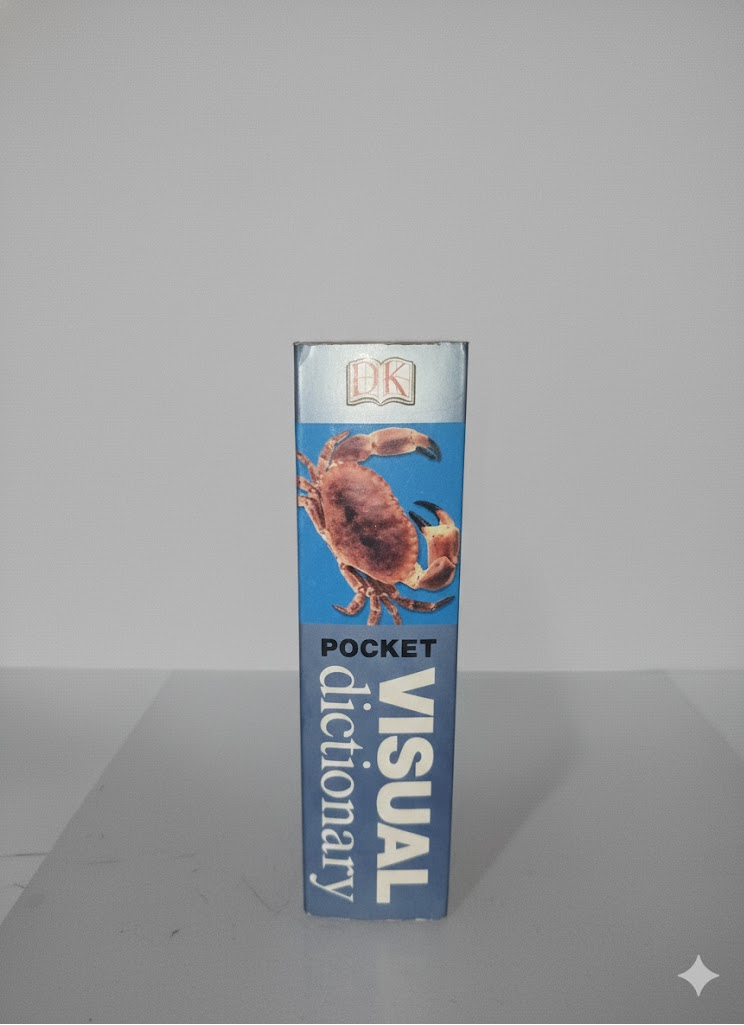 DK
POCKET
VISUAL
dictionary